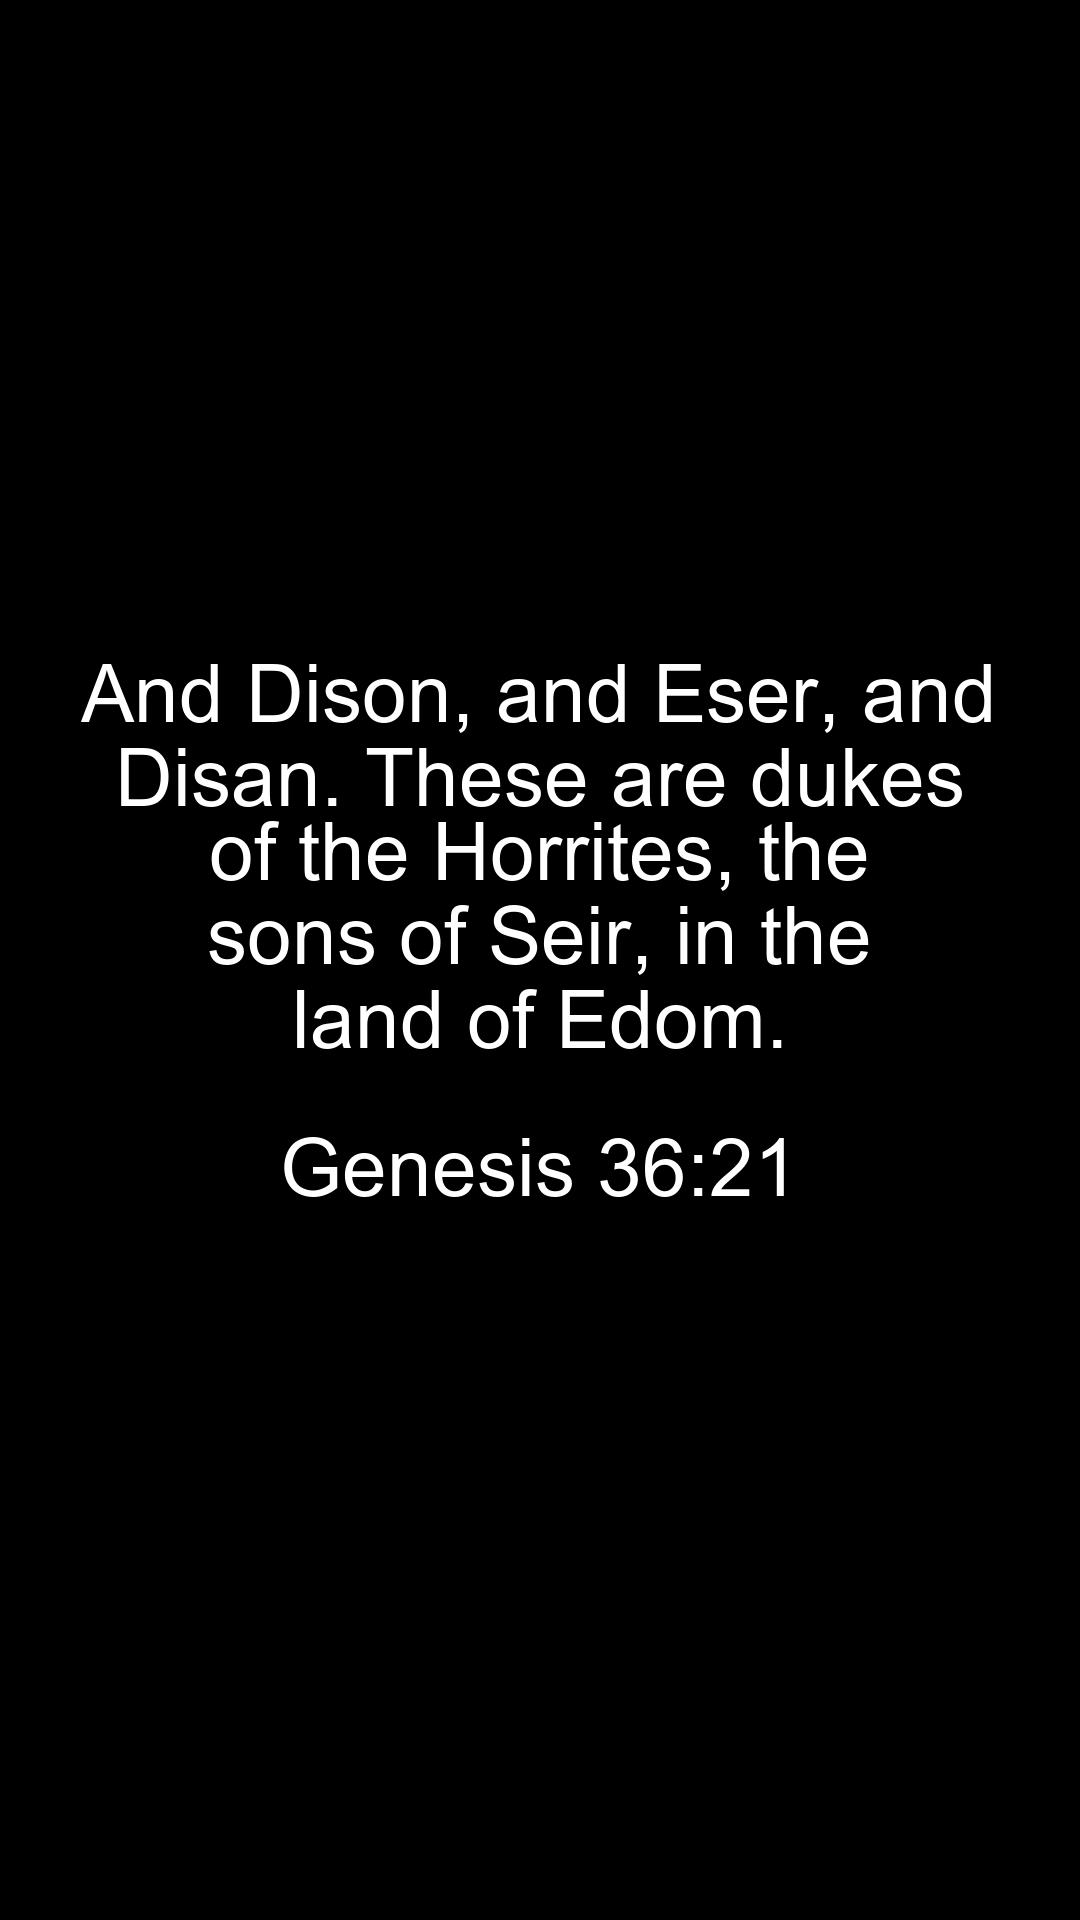 And Dison, and Eser, and
Disan. These are dukes
of the Horrites, the
sons of Seir, in the
land of Edom.
Genesis 36:21